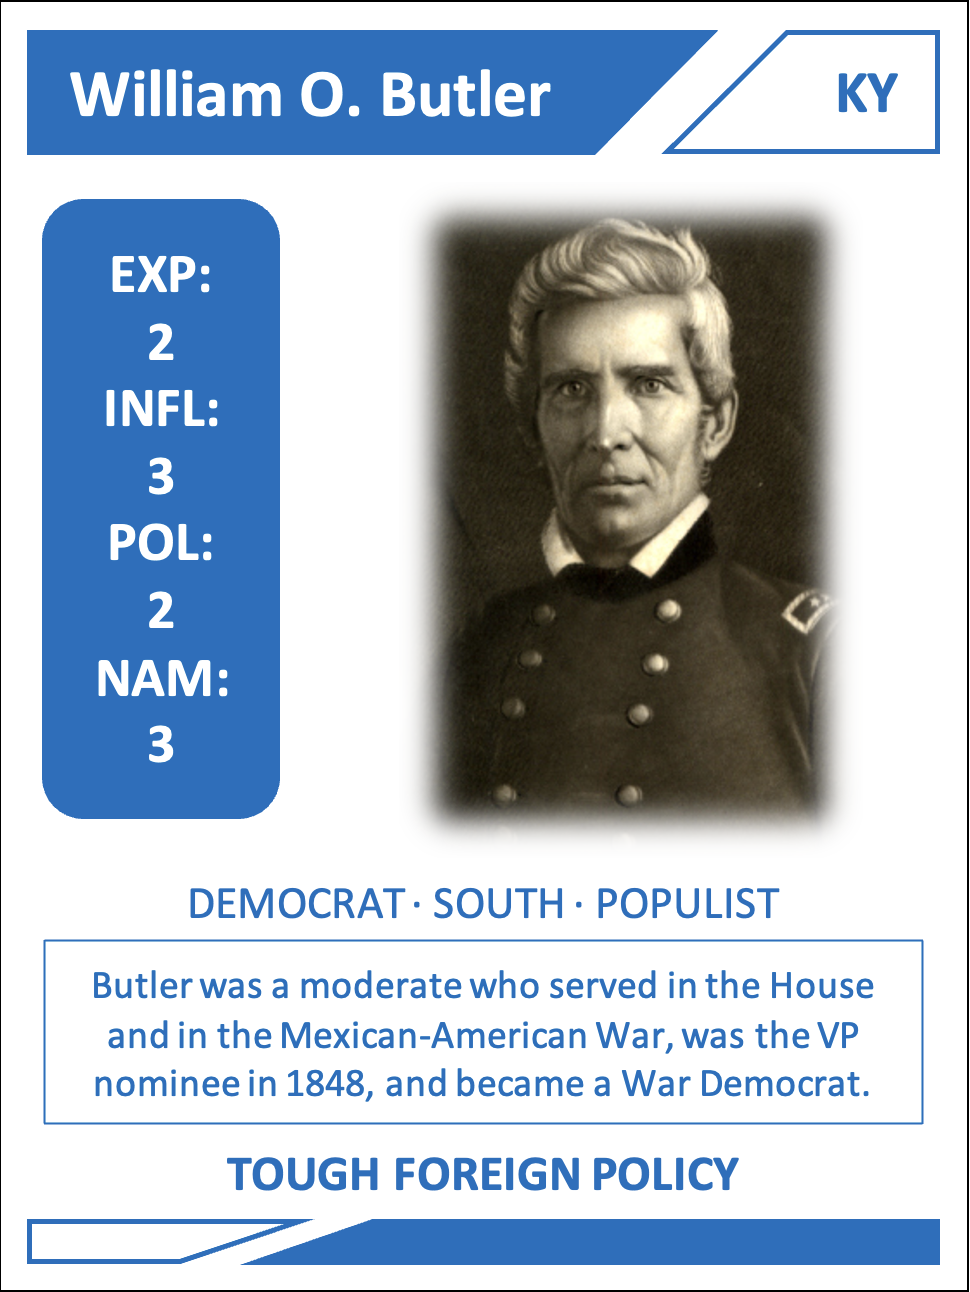 William O. Butler
KY
EXP:
2
INFL:
3
POL:
2
NAM:
3
DEMOCRAT · SOUTH · POPULIST
Butler was a moderate who served in the House
and in the Mexican-American War, was the VP
nominee in 1848, and became a War Democrat.
TOUGH FOREIGN POLICY